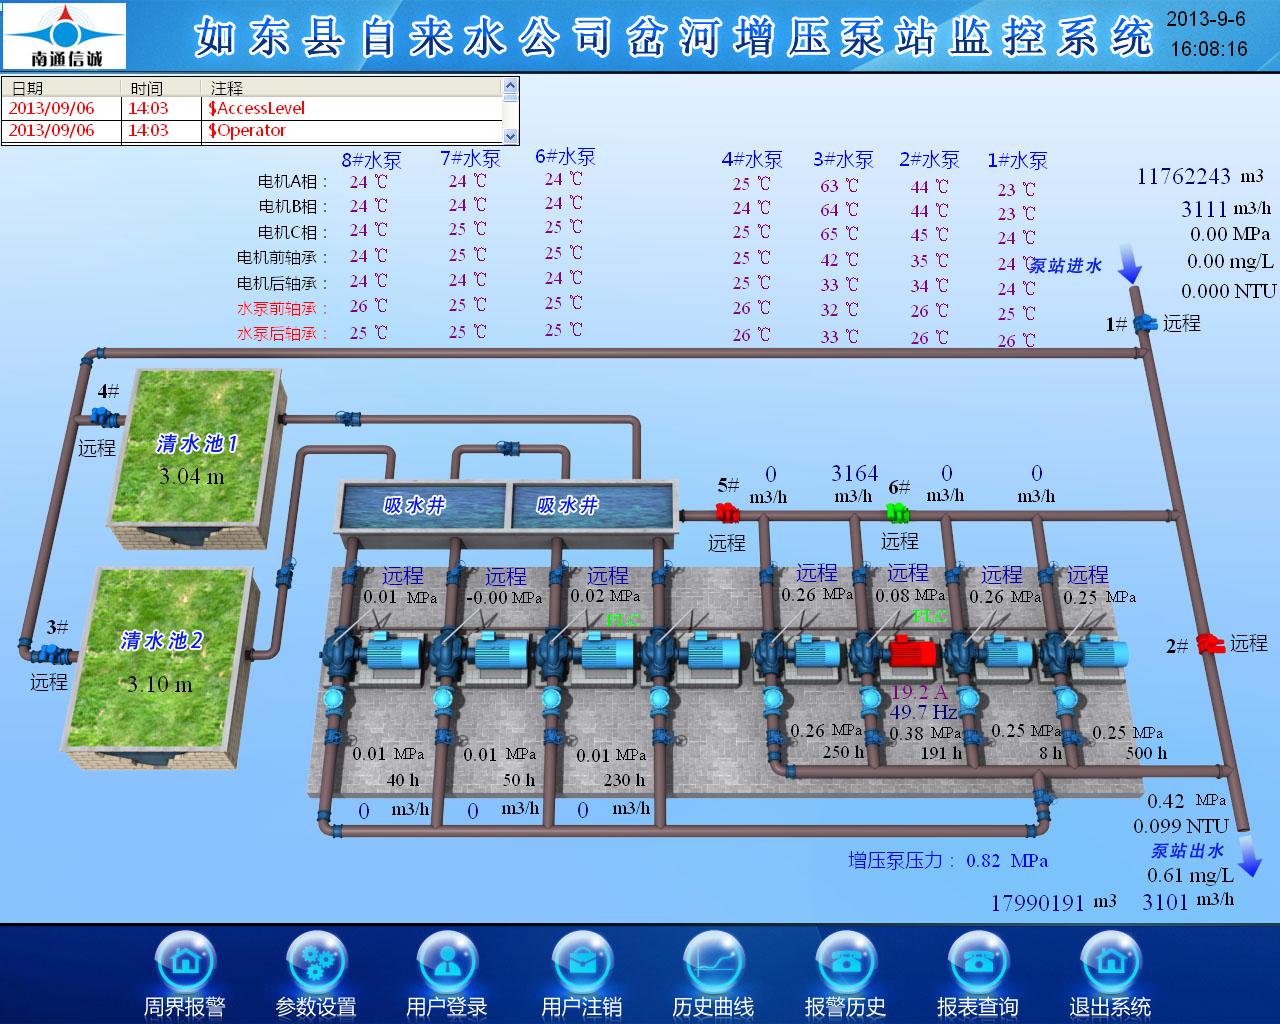 如东县自来水公司岔河增压泵站监控系统
2013-9-6
16:08:16
南通信诚
日期 时间 注释
2013/09/06 14:03 $AccessLevel
2013/09/06 14:03 $Operator
8#水泵 7#水泵 6#水泵 4#水泵 3#水泵 2#水泵 1#水泵
电机A相： 24 ℃ 24 ℃ 24 ℃ 25 ℃ 63 ℃ 44 ℃ 23 ℃
电机B相： 24 ℃ 24 ℃ 24 ℃ 24 ℃ 64 ℃ 44 ℃ 23 ℃
电机C相： 24 ℃ 25 ℃ 25 ℃ 25 ℃ 65 ℃ 45 ℃ 24 ℃
电机前轴承： 24 ℃ 25 ℃ 25 ℃ 25 ℃ 42 ℃ 35 ℃ 24 ℃
电机后轴承： 24 ℃ 24 ℃ 24 ℃ 25 ℃ 33 ℃ 34 ℃ 24 ℃
水泵前轴承： 26 ℃ 25 ℃ 25 ℃ 26 ℃ 32 ℃ 26 ℃ 25 ℃
水泵后轴承： 25 ℃ 25 ℃ 25 ℃ 26 ℃ 33 ℃ 26 ℃ 26 ℃
11762243 m3
3111 m3/h
0.00 MPa
0.00 mg/L
0.000 NTU
泵站进水
1# 远程
4#
远程
清水池1
3.04 m
吸水井 吸水井
5#
远程
0
m3/h
3164
m3/h
6#
远程
0
m3/h
0
m3/h
3#
远程
清水池2
3.10 m
2# 远程
远程 远程 远程 远程 远程 远程 远程
0.01 MPa -0.00 MPa 0.02 MPa 0.26 MPa 0.08 MPa 0.26 MPa 0.25 MPa
PLC PLC
19.2 A
49.7 Hz
0.26 MPa 0.38 MPa 0.25 MPa 0.25 MPa
250 h 191 h 8 h 500 h
0.01 MPa 0.01 MPa 0.01 MPa
40 h 50 h 230 h
0 m3/h 0 m3/h 0 m3/h
0.42 MPa
0.099 NTU
泵站出水
增压泵压力： 0.82 MPa
0.61 mg/L
17990191 m3 3101 m3/h
周界报警 参数设置 用户登录 用户注销 历史曲线 报警历史 报表查询 退出系统